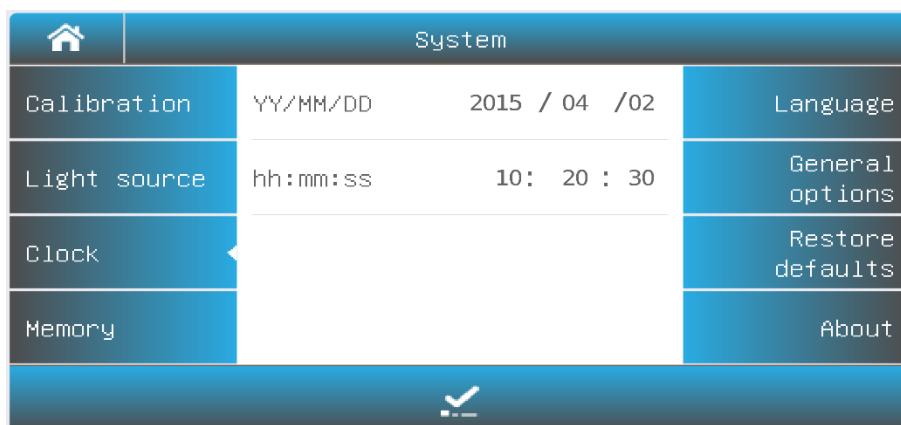 System
Calibration
YY/MM/DD 2015 / 04 /02
Language
Light source
hh:mm:ss 10: 20 : 30
General
options
Clock
Restore
defaults
Memory
About